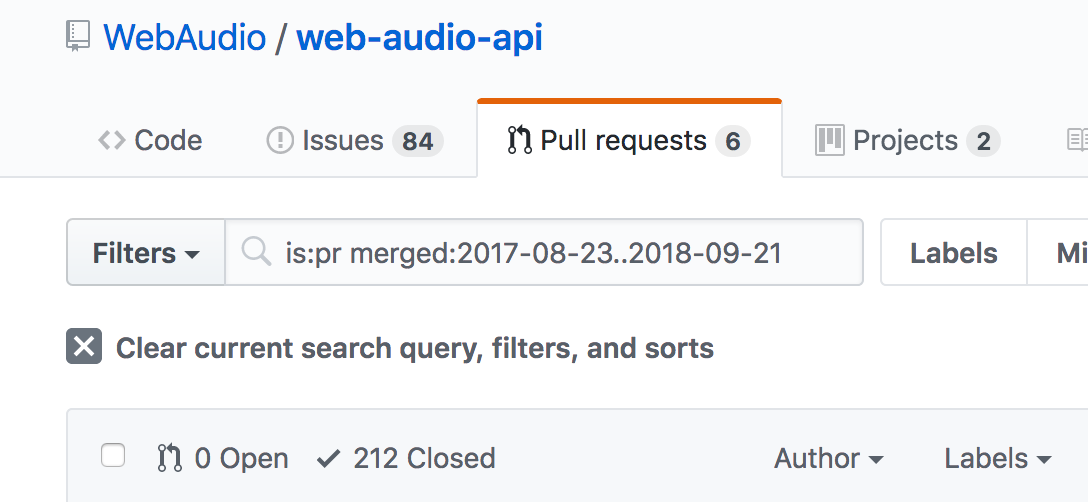 WebAudio / web-audio-api
Code Issues 84 Pull requests 6 Projects 2
Filters is:pr merged:2017-08-23..2018-09-21 Labels Mi
Clear current search query, filters, and sorts
0 Open 212 Closed Author Labels